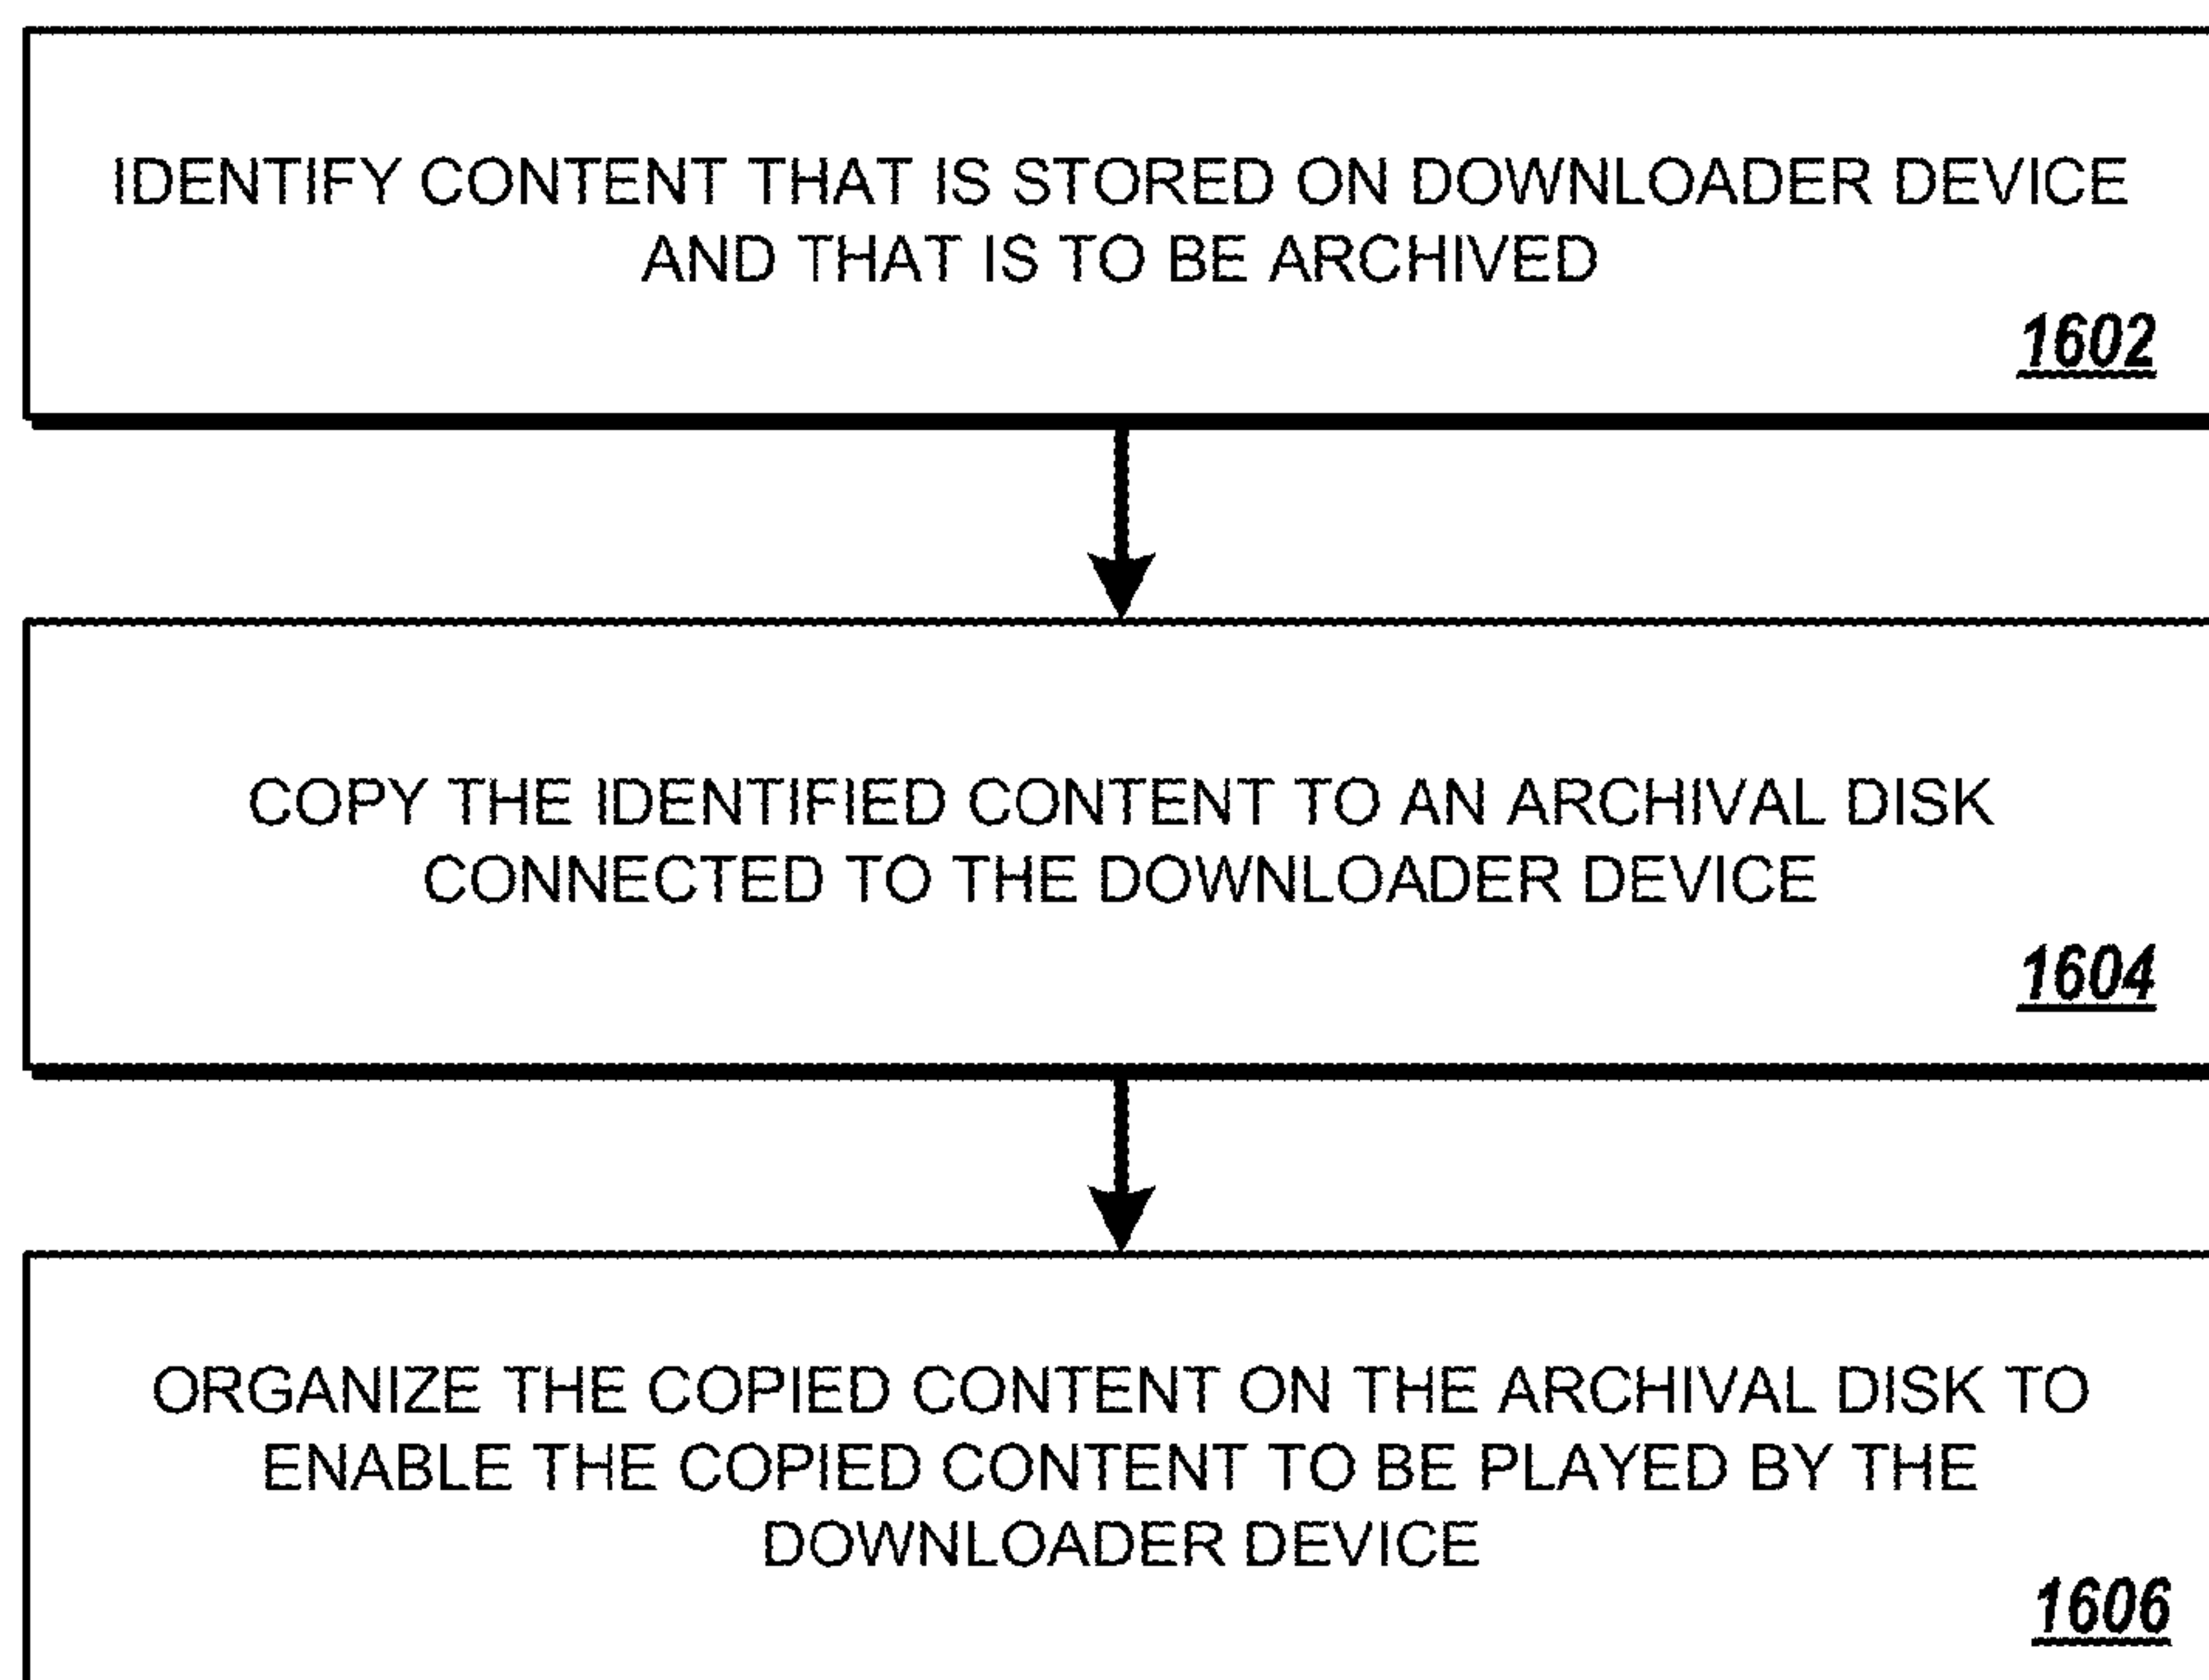 IDENTIFY CONTENT THAT IS STORED ON DOWNLOADER DEVICE
AND THAT IS TO BE ARCHIVED
1602
COPY THE IDENTIFIED CONTENT TO AN ARCHIVAL DISK
CONNECTED TO THE DOWNLOADER DEVICE
1604
ORGANIZE THE COPIED CONTENT ON THE ARCHIVAL DISK TO
ENABLE THE COPIED CONTENT TO BE PLAYED BY THE
DOWNLOADER DEVICE
1606